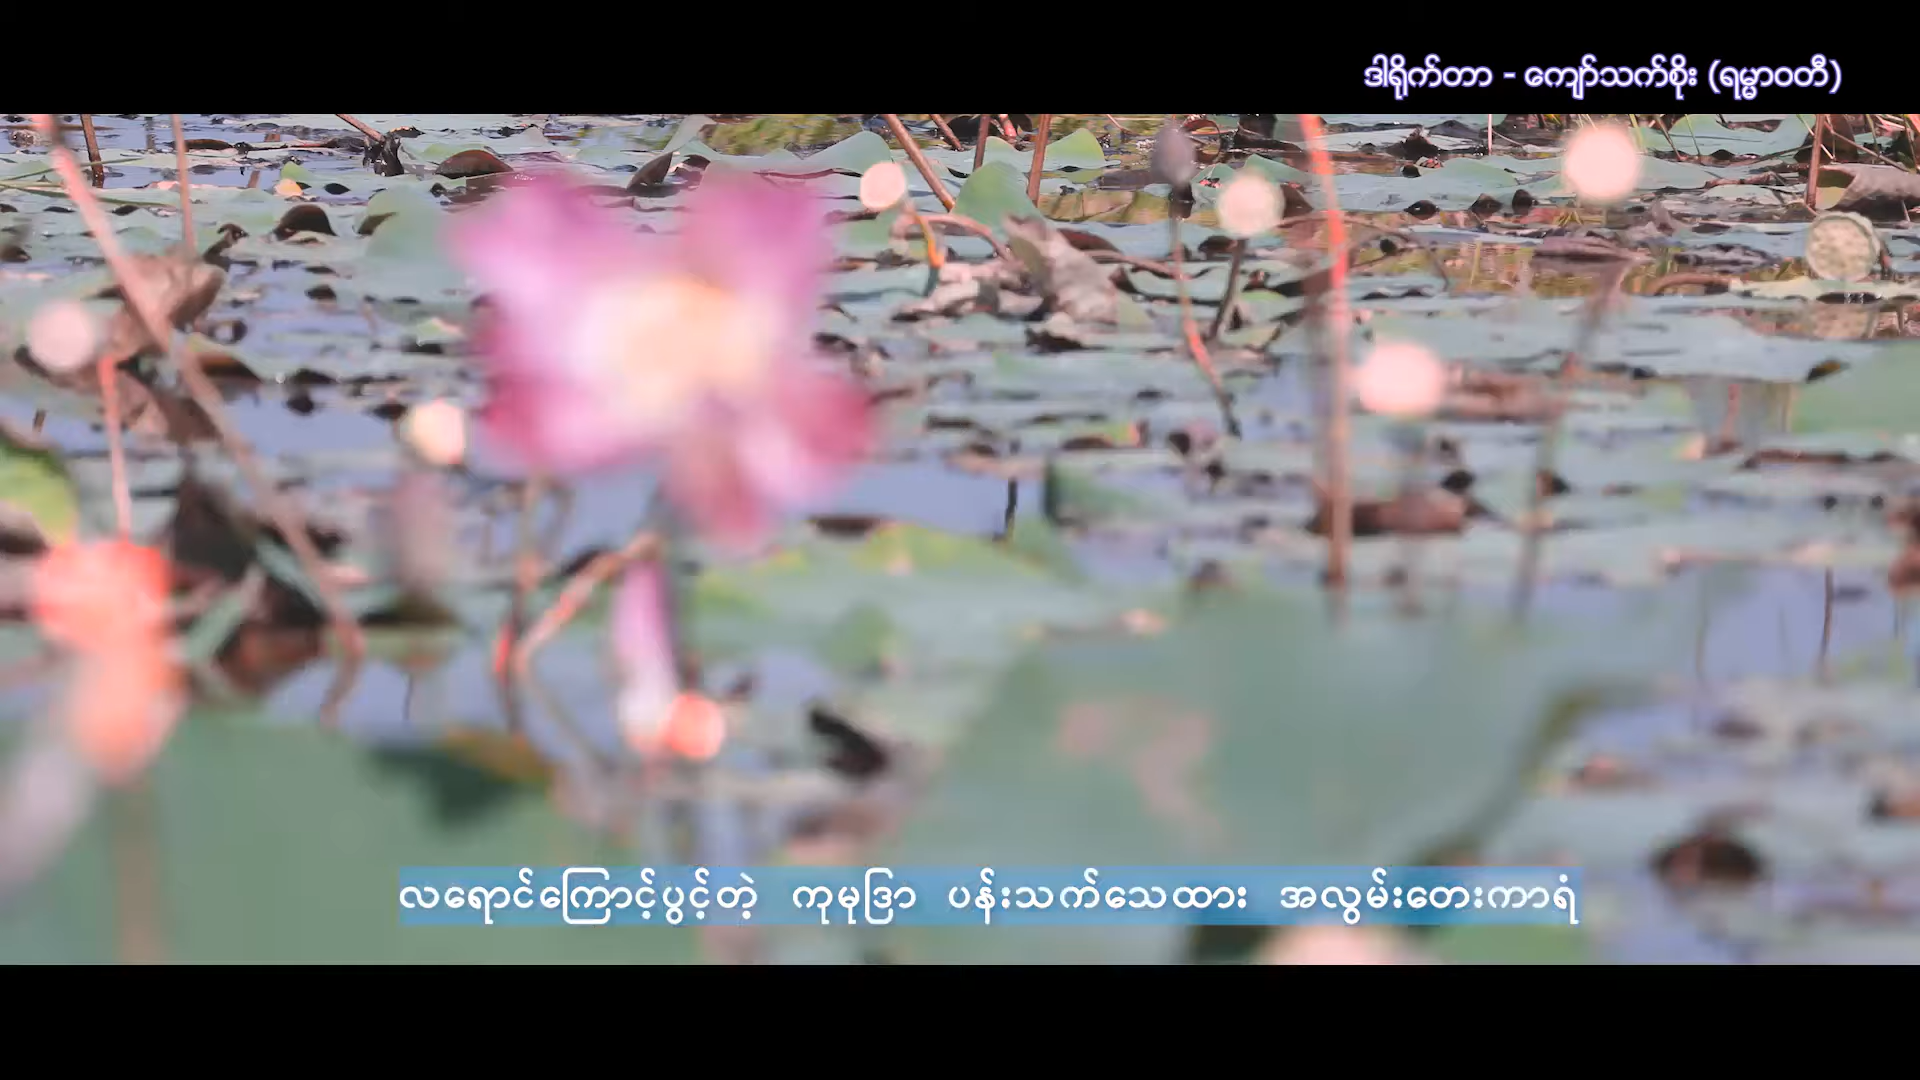 ဒါရိုက်တာ - ကျော်သက်စိုး (ရမ္မာဝတီ)
လရောင်ကြောင့်ပွင့်တဲ့ ကုမုဒြာ ပန်းသက်သေထား အလွမ်းတေးကာရံ